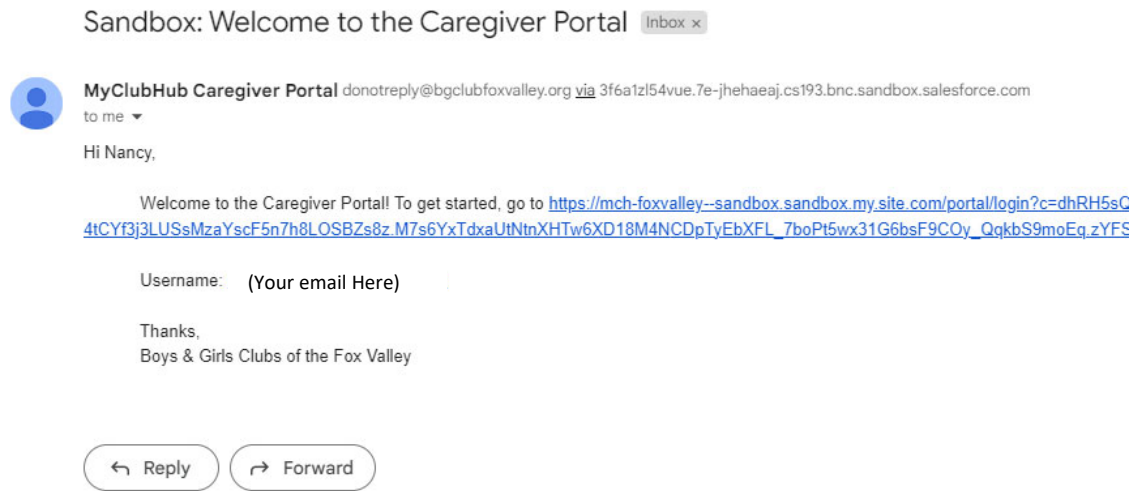 Sandbox: Welcome to the Caregiver Portal Inbox ×
MyClubHub Caregiver Portal donotreply@bgclubfoxvalley.org via 3f6a1zl54vue.7e-jhehaeaj.cs193.bnc.sandbox.salesforce.com
to me
Hi Nancy,
Welcome to the Caregiver Portal! To get started, go to https://mch-foxvalley--sandbox.sandbox.my.site.com/portal/login?c=dhRH5sQ
4tCYf3j3LUSsMzaYscF5n7h8LOSBZs8z.M7s6YxTdxaUtNtnXHTw6XD18M4NCDpTyEbXFL_7boPt5wx31G6bsF9COy_QqkbS9moEq.zYFS
Username: (Your email Here)
Thanks,
Boys & Girls Clubs of the Fox Valley
Reply Forward